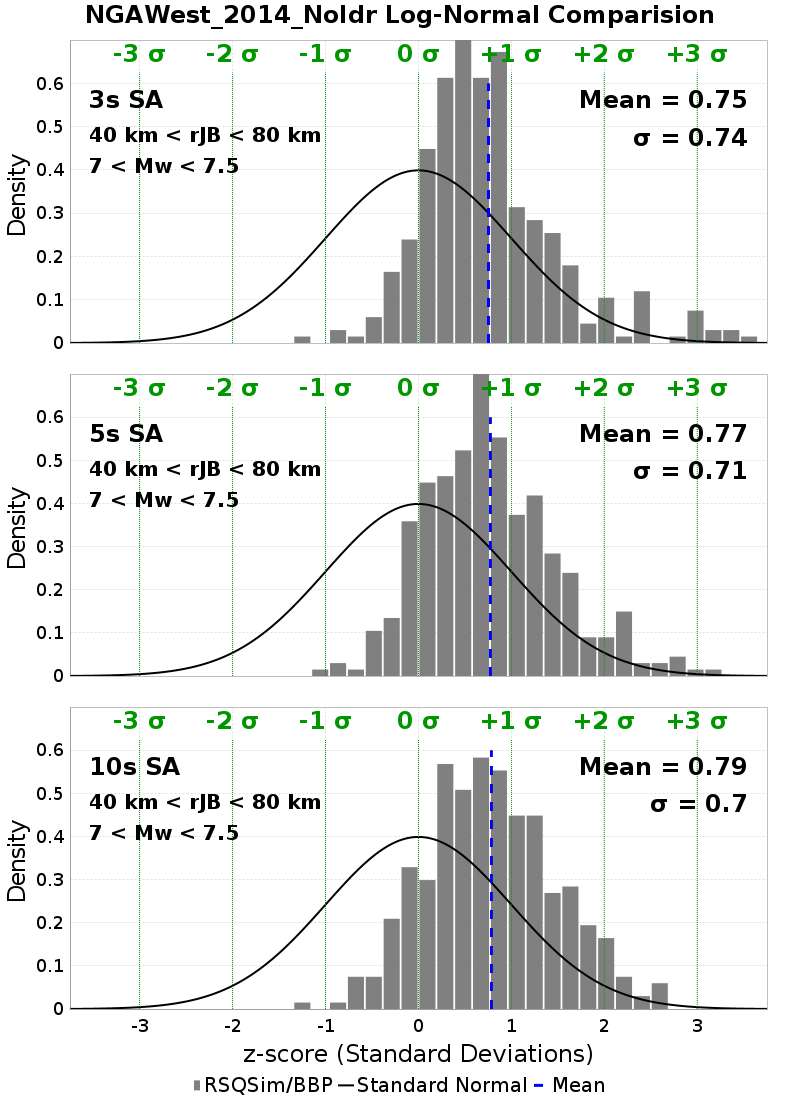 NGAWest_2014_NoIdr Log-Normal Comparision
-3 σ -2 σ -1 σ 0 σ +1 σ +2 σ +3 σ
3s SA
40 km < rJB < 80 km
7 < Mw < 7.5
Mean = 0.75
σ = 0.74
Density
0.6
0.5
0.4
0.3
0.2
0.1
0
-3 σ -2 σ -1 σ 0 σ +1 σ +2 σ +3 σ
5s SA
40 km < rJB < 80 km
7 < Mw < 7.5
Mean = 0.77
σ = 0.71
Density
0.6
0.5
0.4
0.3
0.2
0.1
0
-3 σ -2 σ -1 σ 0 σ +1 σ +2 σ +3 σ
10s SA
40 km < rJB < 80 km
7 < Mw < 7.5
Mean = 0.79
σ = 0.7
Density
0.6
0.5
0.4
0.3
0.2
0.1
0
-3 -2 -1 0 1 2 3
z-score (Standard Deviations)
RSQSim/BBP Standard Normal Mean